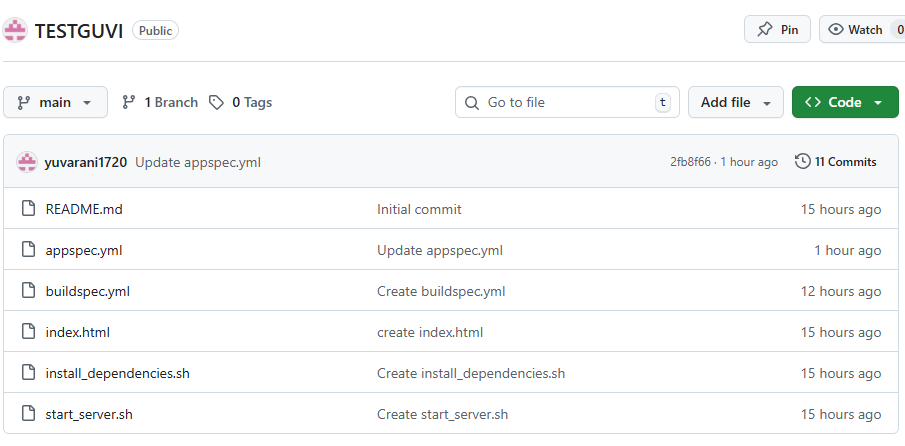 TESTGUVI Public Pin Watch 0
main 1 Branch 0 Tags Go to file t Add file Code
yuvarani1720 Update appspec.yml 2fb8f66 · 1 hour ago 11 Commits
README.md Initial commit 15 hours ago
appspec.yml Update appspec.yml 1 hour ago
buildspec.yml Create buildspec.yml 12 hours ago
index.html create index.html 15 hours ago
install_dependencies.sh Create install_dependencies.sh 15 hours ago
start_server.sh Create start_server.sh 15 hours ago